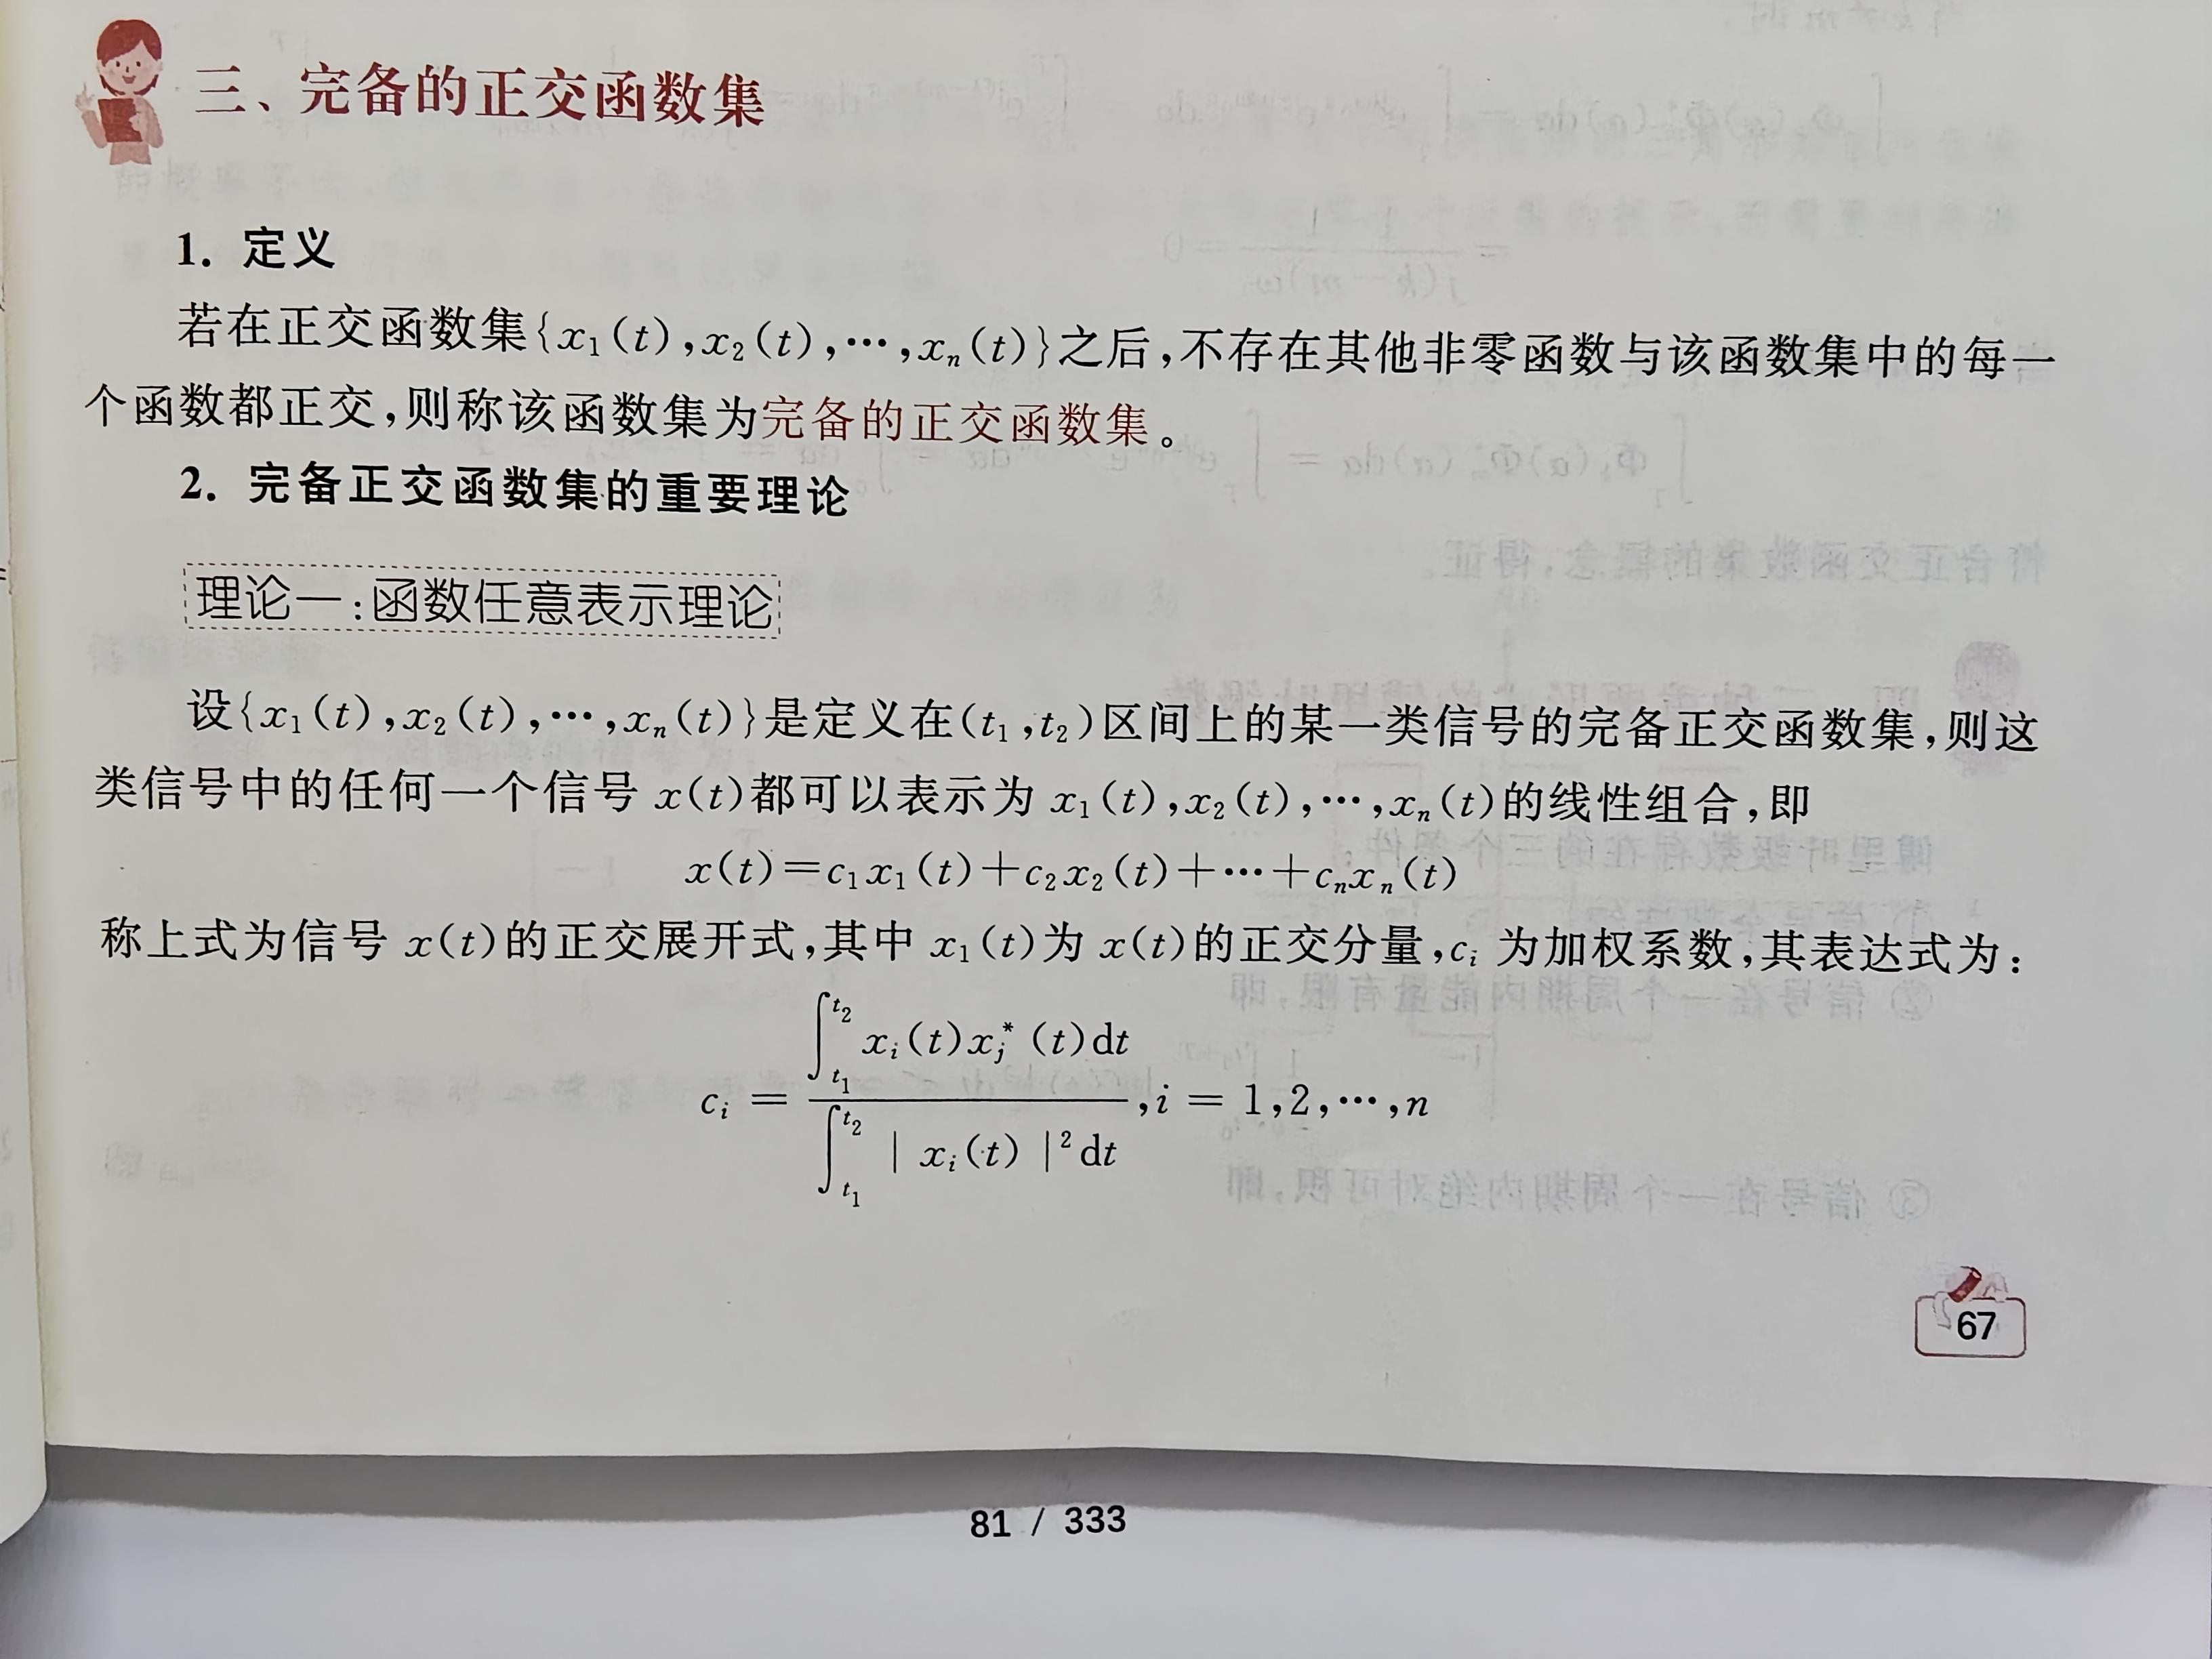 三、完备的正交函数集
1. 定义
若在正交函数集{x₁(t),x₂(t),…,xₙ(t)}之后,不存在其他非零函数与该函数集中的每一
个函数都正交,则称该函数集为完备的正交函数集。
2. 完备正交函数集的重要理论
理论一:函数任意表示理论
设{x₁(t),x₂(t),…,xₙ(t)}是定义在(t₁,t₂)区间上的某一类信号的完备正交函数集,则这
类信号中的任何一个信号 x(t)都可以表示为 x₁(t),x₂(t),…,xₙ(t)的线性组合,即
x(t)=c₁x₁(t)+c₂x₂(t)+…+cₙxₙ(t)
称上式为信号 x(t)的正交展开式,其中 x₁(t)为 x(t)的正交分量,cᵢ 为加权系数,其表达式为:
cᵢ = ∫_{t₁}^{t₂} xᵢ(t)xⱼ*(t)dt / ∫_{t₁}^{t₂} | xᵢ(t) |²dt ,i = 1,2,…,n
67
81 / 333